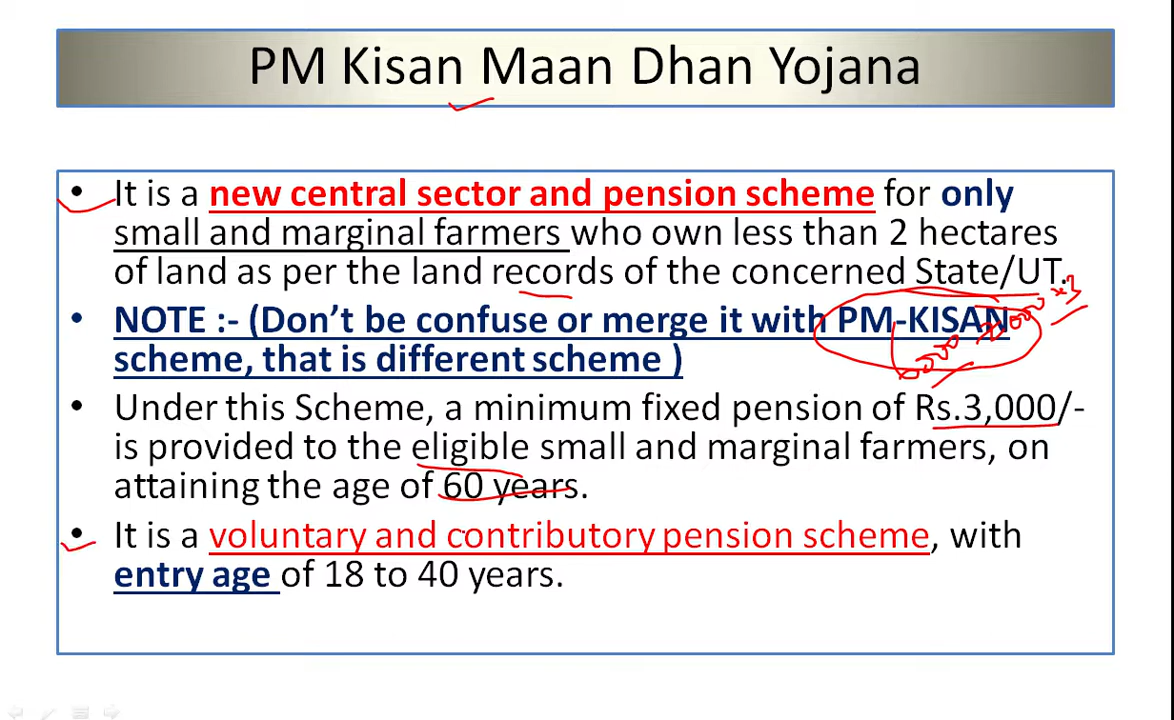 PM Kisan Maan Dhan Yojana
• It is a new central sector and pension scheme for only
small and marginal farmers who own less than 2 hectares
of land as per the land records of the concerned State/UT.
• NOTE :- (Don't be confuse or merge it with PM-KISAN
scheme, that is different scheme )
6000 2000 x 3
• Under this Scheme, a minimum fixed pension of Rs.3,000/-
is provided to the eligible small and marginal farmers, on
attaining the age of 60 years.
• It is a voluntary and contributory pension scheme, with
entry age of 18 to 40 years.